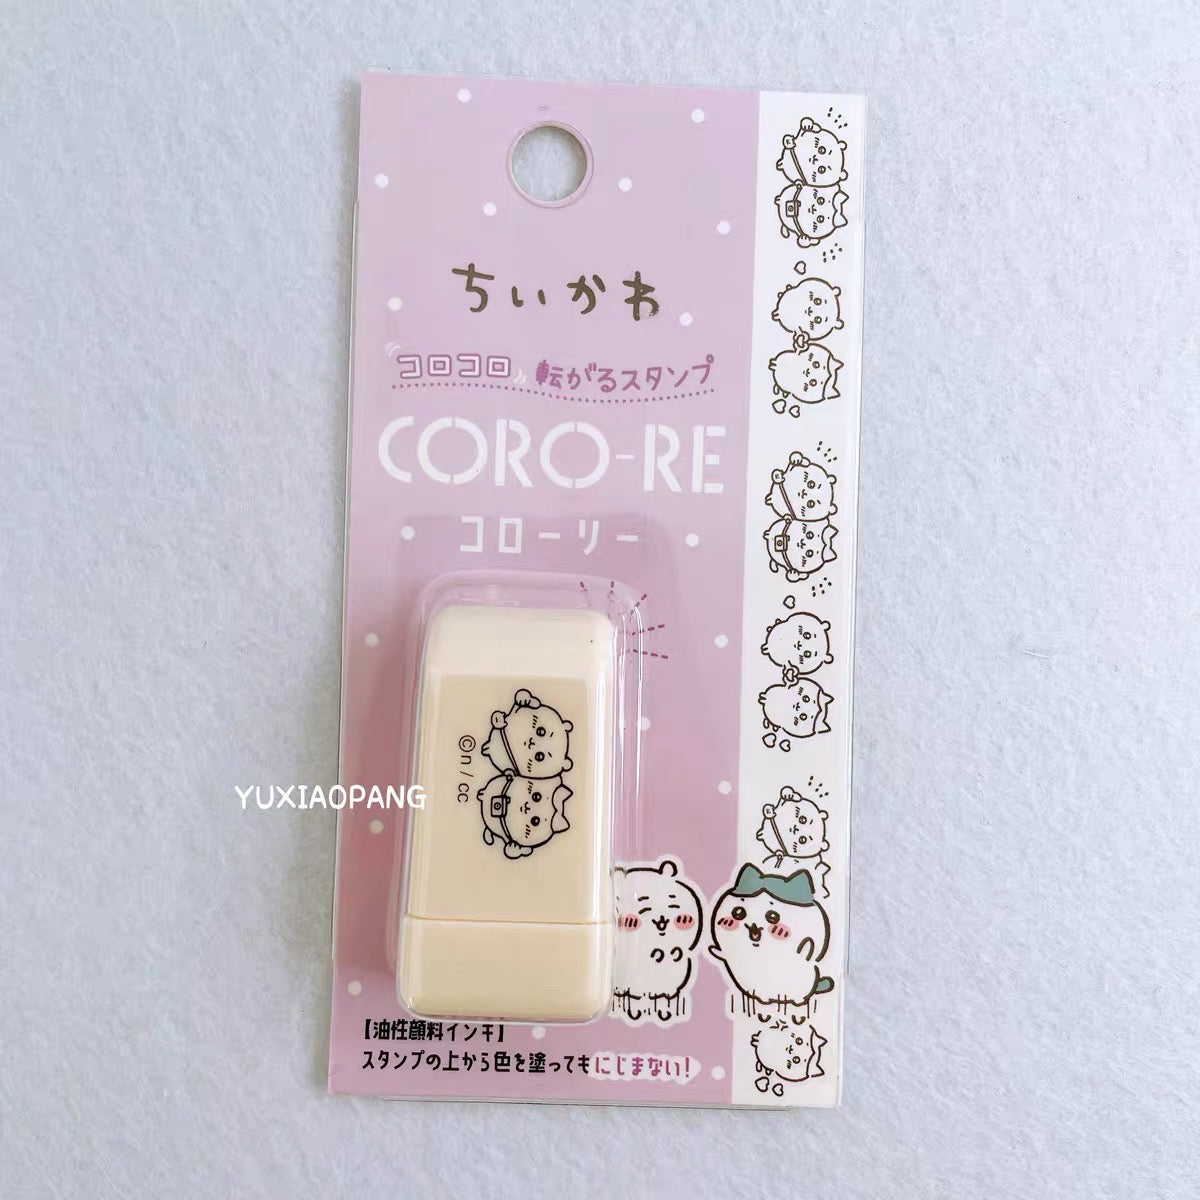 ちいかわ
コロコロ 転がるスタンプ
CORO-RE
コローリー
©n / cc
YUXIAOPANG
【油性顔料インキ】
スタンプの上から色を塗ってもにじまない!